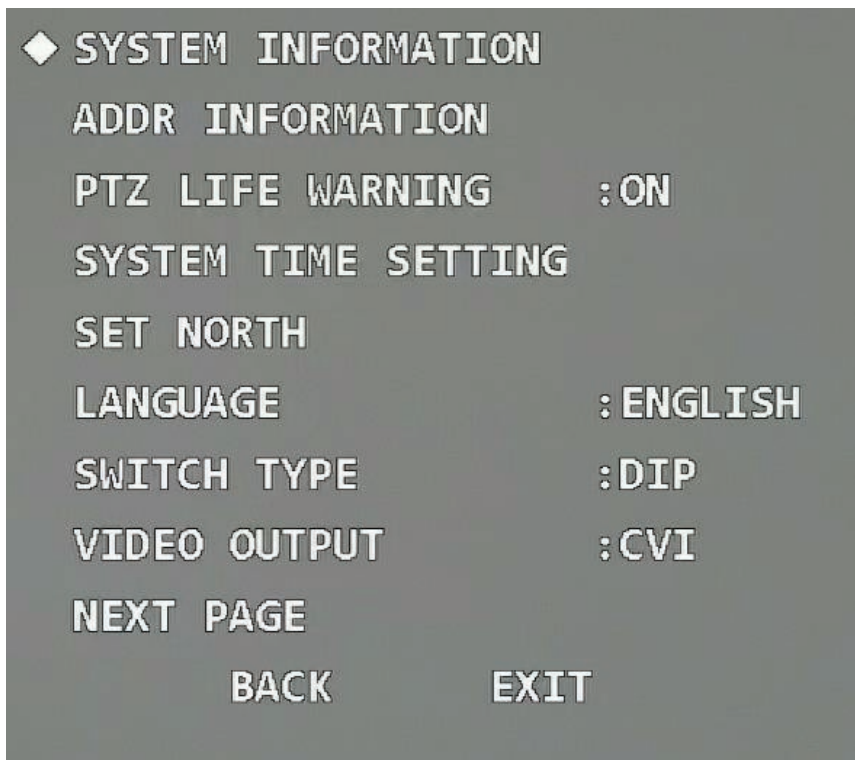 SYSTEM INFORMATION
ADDR INFORMATION
PTZ LIFE WARNING :ON
SYSTEM TIME SETTING
SET NORTH
LANGUAGE :ENGLISH
SWITCH TYPE :DIP
VIDEO OUTPUT :CVI
NEXT PAGE
BACK EXIT